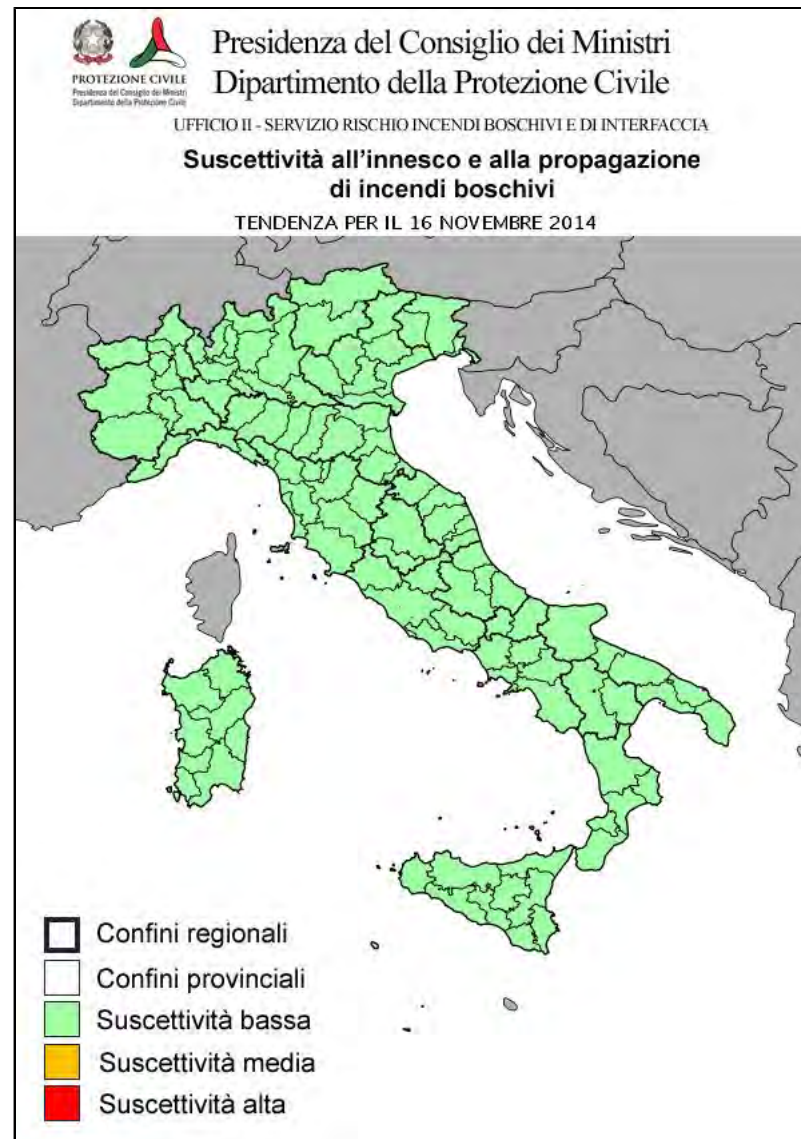 PROTEZIONE CIVILE
Presidenza del Consiglio dei Ministri
Dipartimento della Protezione Civile
Presidenza del Consiglio dei Ministri
Dipartimento della Protezione Civile
UFFICIO II - SERVIZIO RISCHIO INCENDI BOSCHIVI E DI INTERFACCIA
Suscettività all'innesco e alla propagazione
di incendi boschivi
TENDENZA PER IL 16 NOVEMBRE 2014
Confini regionali
Confini provinciali
Suscettività bassa
Suscettività media
Suscettività alta